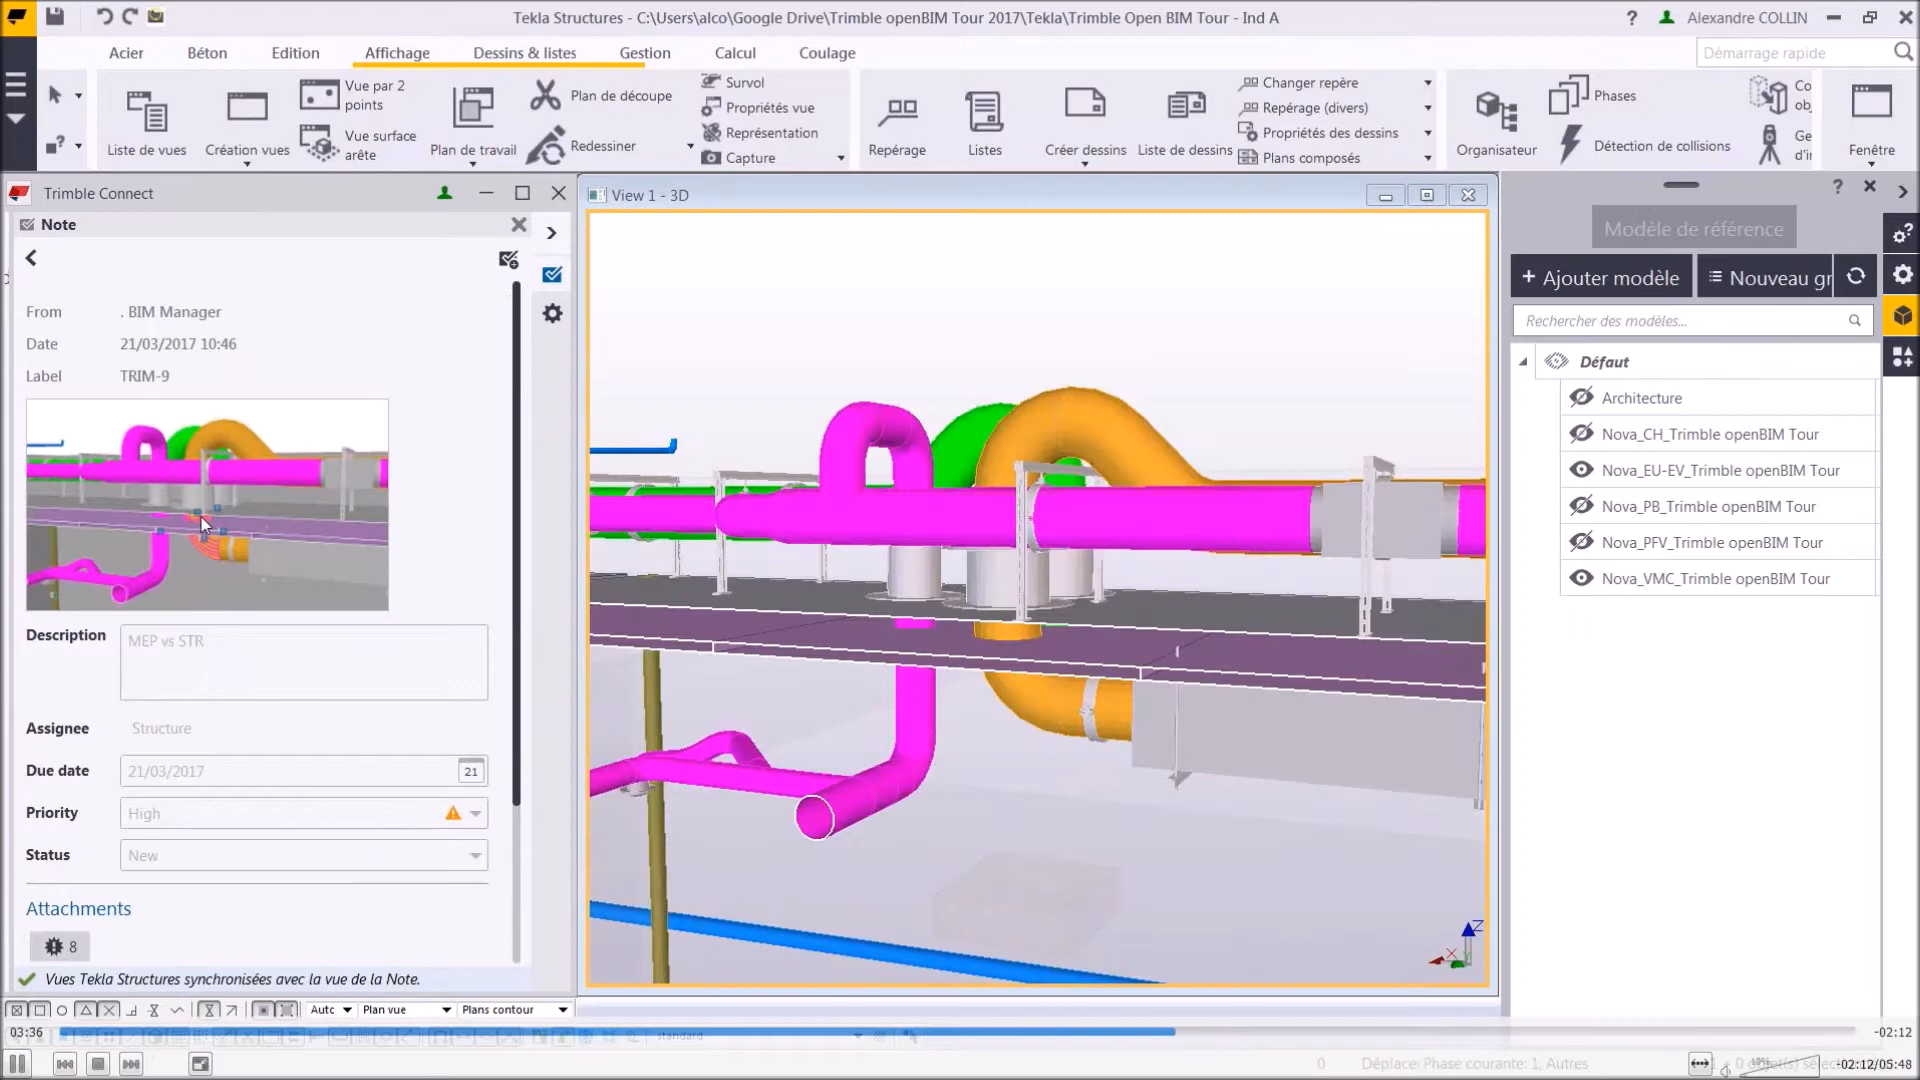 Tekla Structures - C:\Users\alco\Google Drive\Trimble openBIM Tour 2017\Tekla\Trimble Open BIM Tour - Ind A
? Alexandre COLLIN
Acier Béton Edition Affichage Dessins & listes Gestion Calcul Coulage
Démarrage rapide
Liste de vues
Création vues
Vue par 2 points
Vue surface arête
Plan de travail
Plan de découpe
Redessiner
Survol
Propriétés vue
Représentation
Capture
Repérage
Listes
Créer dessins
Liste de dessins
Changer repère
Repérage (divers)
Propriétés des dessins
Plans composés
Organisateur
Phases
Détection de collisions
Co
obj
Ge
d'i
Fenêtre
Trimble Connect
Note
From . BIM Manager
Date 21/03/2017 10:46
Label TRIM-9
Description MEP vs STR
Assignee Structure
Due date 21/03/2017 21
Priority High
Status New
Attachments
8
Vues Tekla Structures synchronisées avec la vue de la Note.
View 1 - 3D
Z
X
?
Modèle de référence
+ Ajouter modèle
Nouveau gr
Rechercher des modèles...
Défaut
Architecture
Nova_CH_Trimble openBIM Tour
Nova_EU-EV_Trimble openBIM Tour
Nova_PB_Trimble openBIM Tour
Nova_PFV_Trimble openBIM Tour
Nova_VMC_Trimble openBIM Tour
Auto Plan vue Plans contour
03:36 standard -02:12
0 Déplace: Phase courante: 1, Autres -02:12/05:48